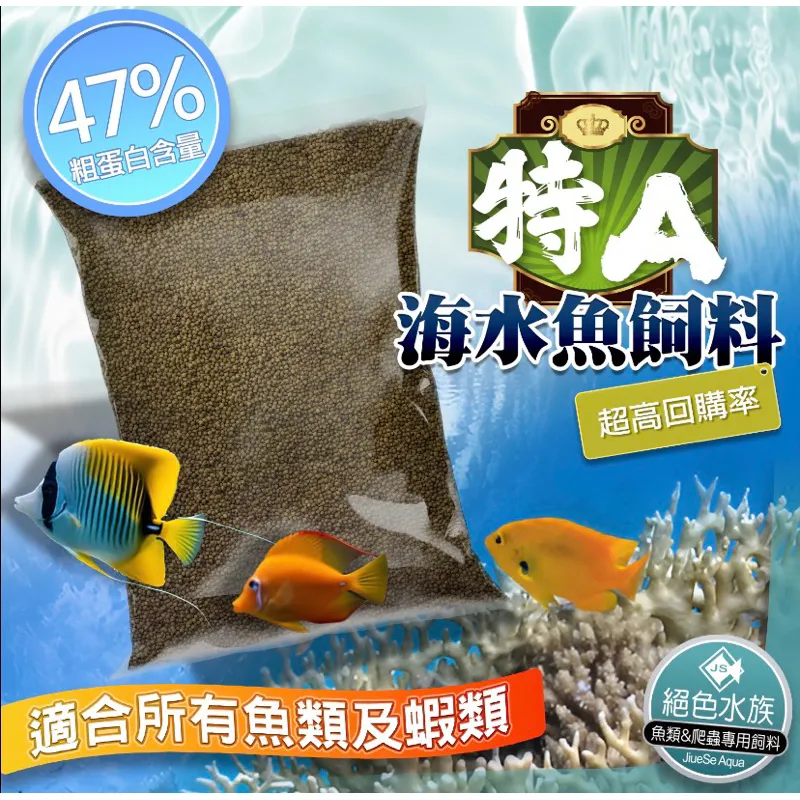 47%
粗蛋白含量
特A
海水魚飼料
超高回購率
適合所有魚類及蝦類
JS
絕色水族
魚類&爬蟲專用飼料
JiueSe Aqua